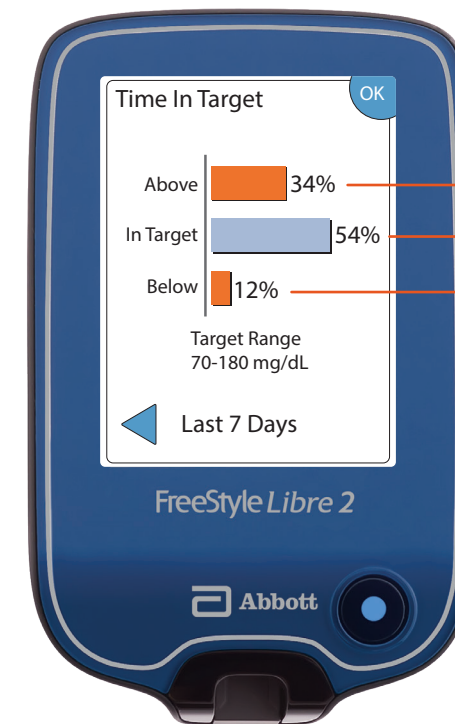 Time In Target
OK
Above 34%
In Target 54%
Below 12%
Target Range
70-180 mg/dL
Last 7 Days
FreeStyle Libre 2
Abbott